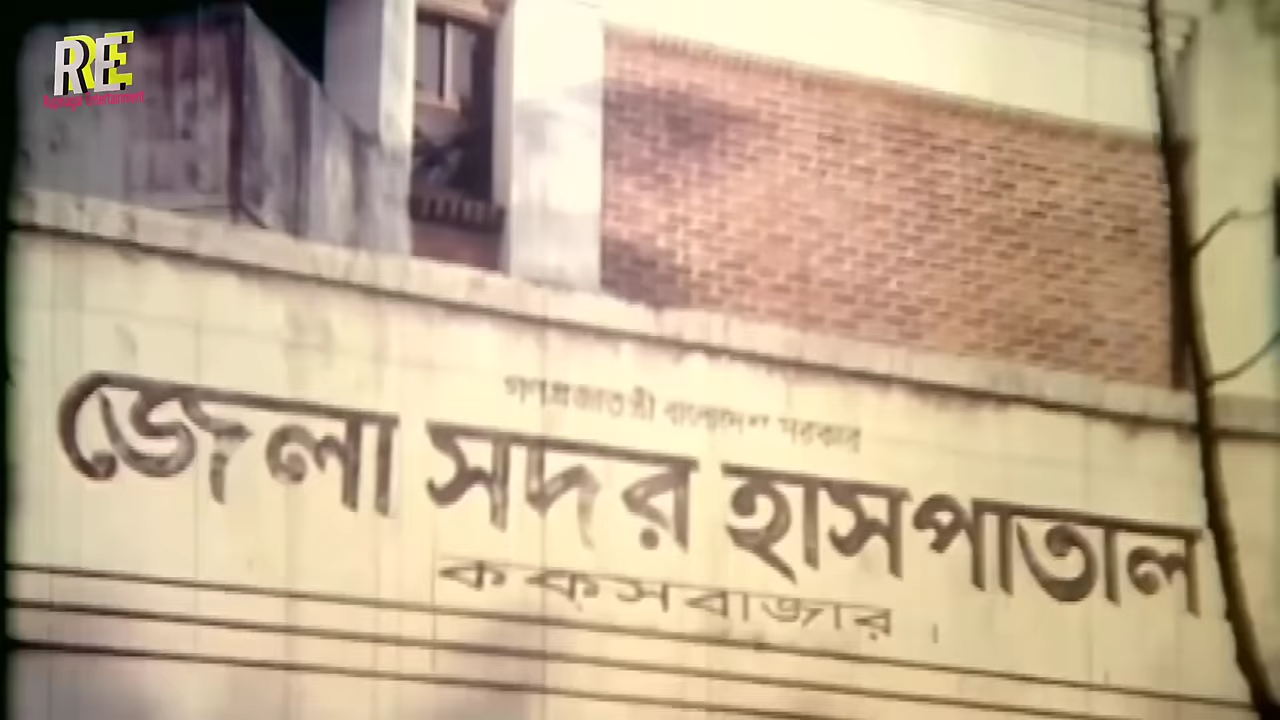 RE
গণপ্রজাতন্ত্রী বাংলাদেশ সরকার
জেলা সদর হাসপাতাল
কক্সবাজার।